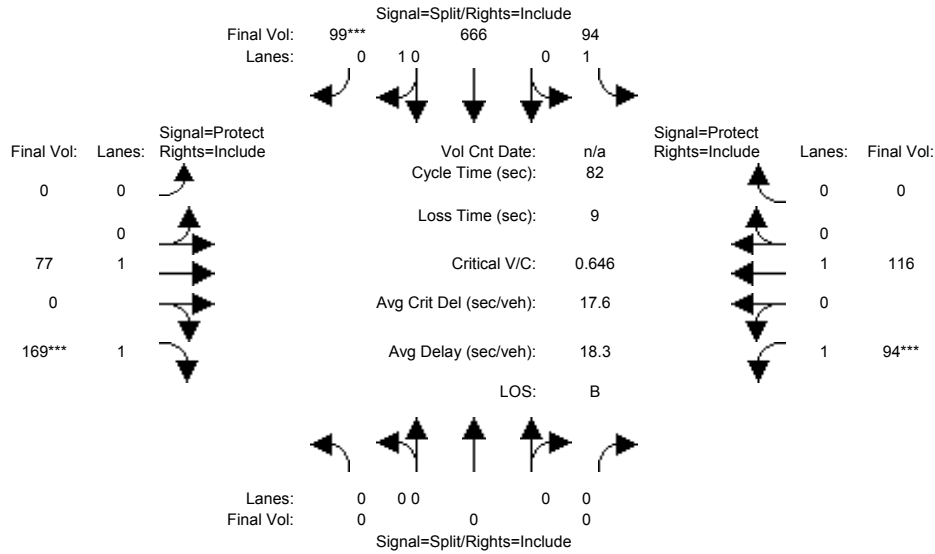 Signal=Split/Rights=Include
Final Vol: 99*** 666 94
Lanes: 0 1 0 0 1
Signal=Protect Signal=Protect
Final Vol: Lanes: Rights=Include Vol Cnt Date: n/a Rights=Include Lanes: Final Vol:
Cycle Time (sec): 82
0 0 0 0
Loss Time (sec): 9
0 0
77 1 Critical V/C: 0.646 1 116
0 Avg Crit Del (sec/veh): 17.6 0
169*** 1 Avg Delay (sec/veh): 18.3 1 94***
LOS: B
Lanes: 0 0 0 0 0
Final Vol: 0 0 0
Signal=Split/Rights=Include